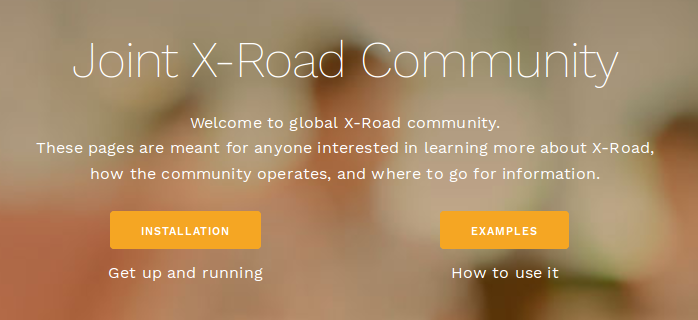 Joint X-Road Community
Welcome to global X-Road community.
These pages are meant for anyone interested in learning more about X-Road,
how the community operates, and where to go for information.
INSTALLATION
EXAMPLES
Get up and running
How to use it